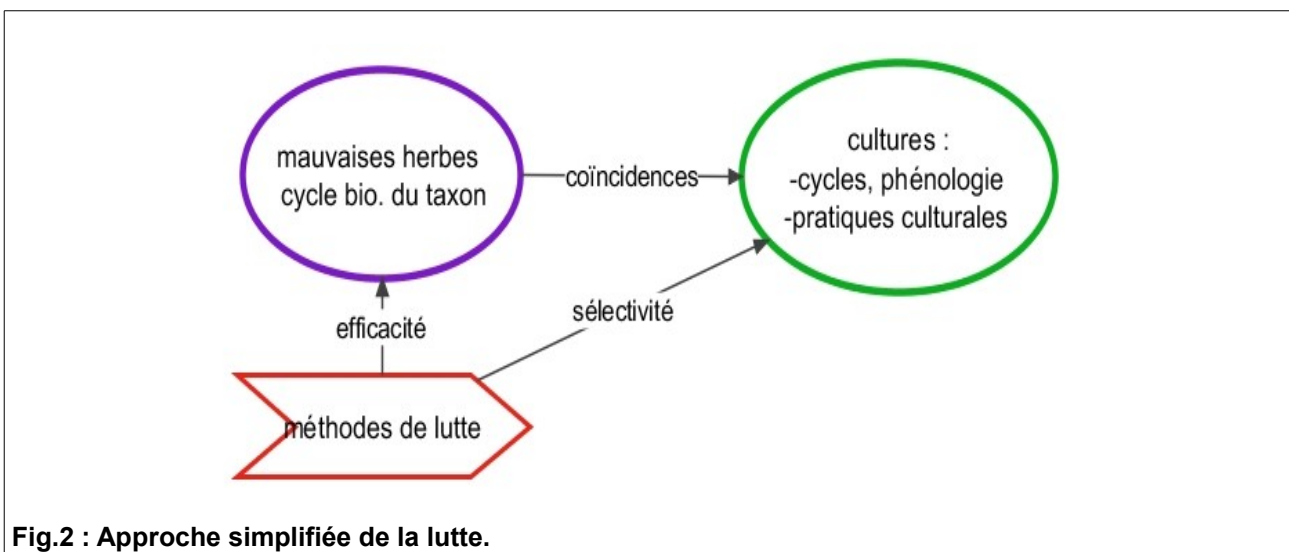 mauvaises herbes
cycle bio. du taxon
coïncidences
cultures :
-cycles, phénologie
-pratiques culturales
efficacité
sélectivité
méthodes de lutte
Fig.2 : Approche simplifiée de la lutte.